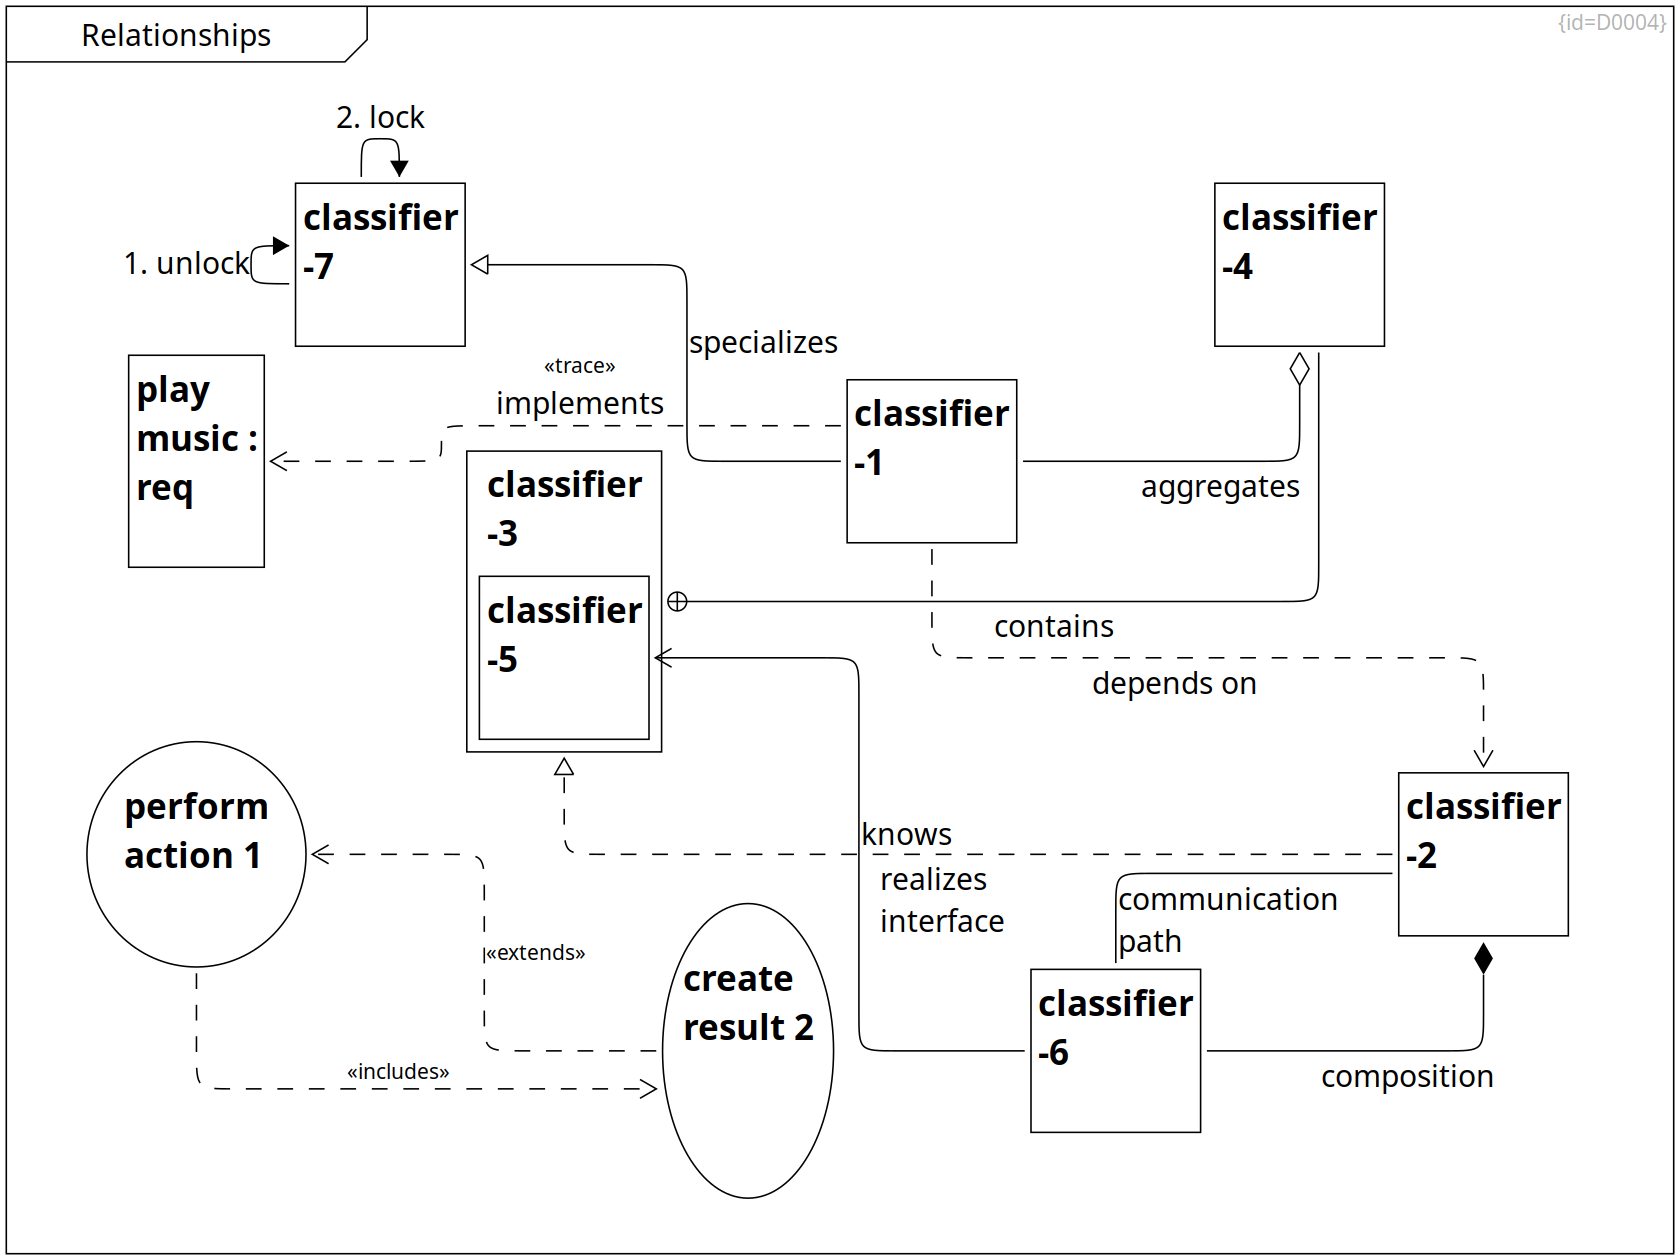 Relationships
{id=D0004}
2. lock
classifier
-7
1. unlock
classifier
-4
specializes
«trace»
implements
play
music :
req
classifier
-1
aggregates
classifier
-3
classifier
-5
contains
depends on
perform
action 1
knows
realizes
interface
classifier
-2
communication
path
«extends»
create
result 2
classifier
-6
«includes»
composition